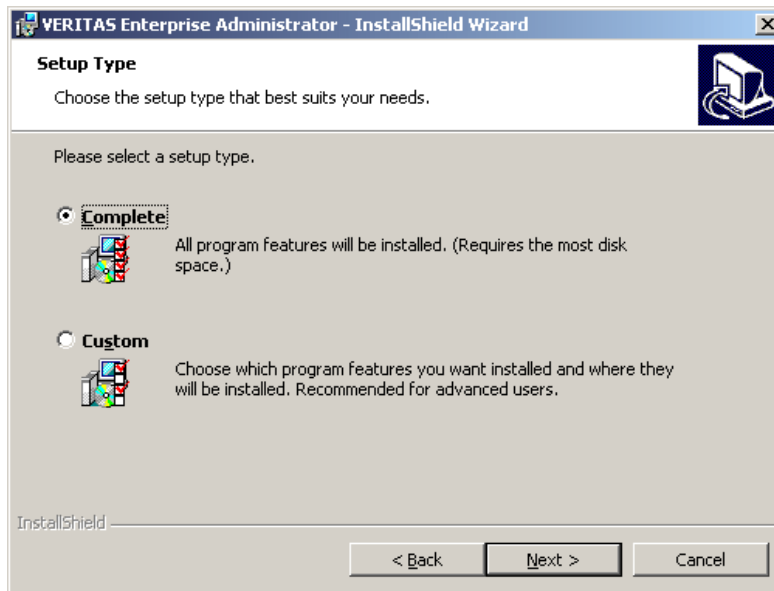 VERITAS Enterprise Administrator - InstallShield Wizard
Setup Type
Choose the setup type that best suits your needs.
Please select a setup type.
Complete
All program features will be installed. (Requires the most disk
space.)
Custom
Choose which program features you want installed and where they
will be installed. Recommended for advanced users.
InstallShield
< Back
Next >
Cancel